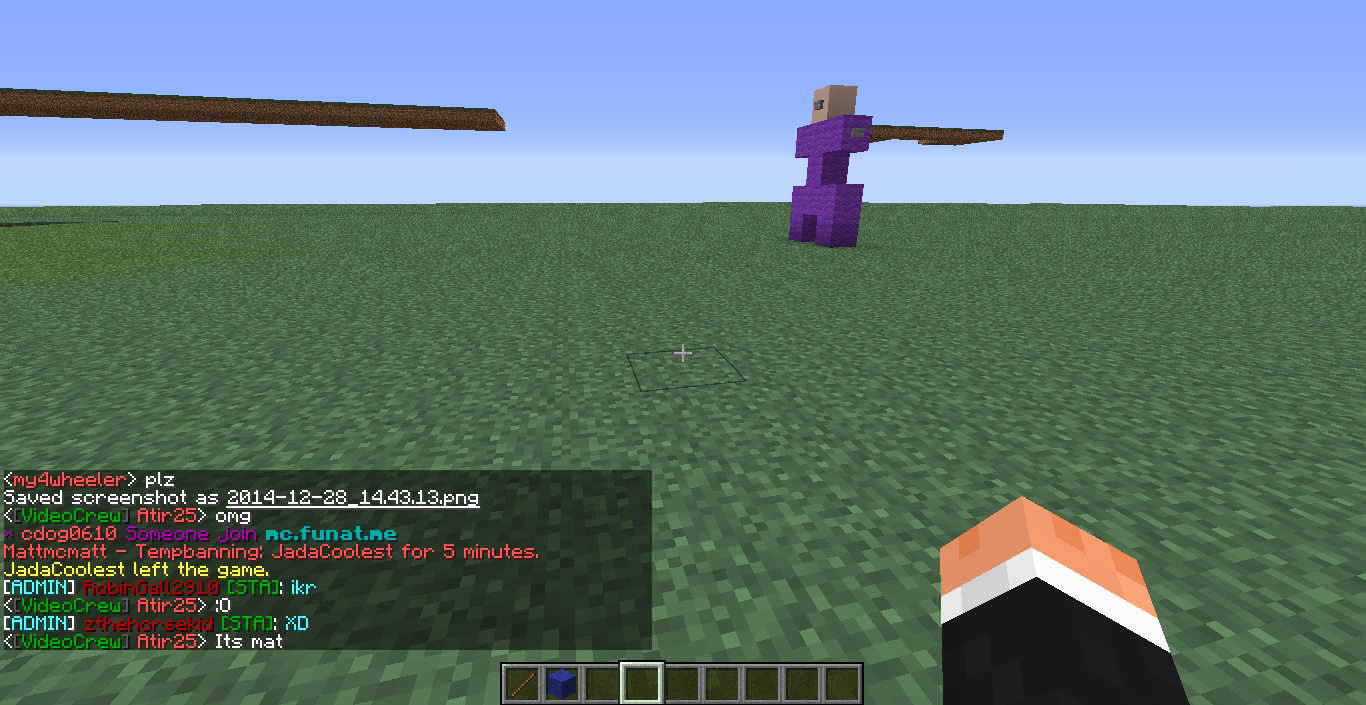 <my4wheeler> plz
Saved screenshot as 2014-12-28_14.43.13.png
<[VideoCrew] Atir25> omg
* cdog0610 Someone join mc.funat.me
Mattmcmatt - Tempbanning: JadaCoolest for 5 minutes.
JadaCoolest left the game.
[ADMIN] RobinGall2910 [STA]: ikr
<[VideoCrew] Atir25> :O
[ADMIN] zthehorsekid [STA]: XD
<[VideoCrew] Atir25> Its mat